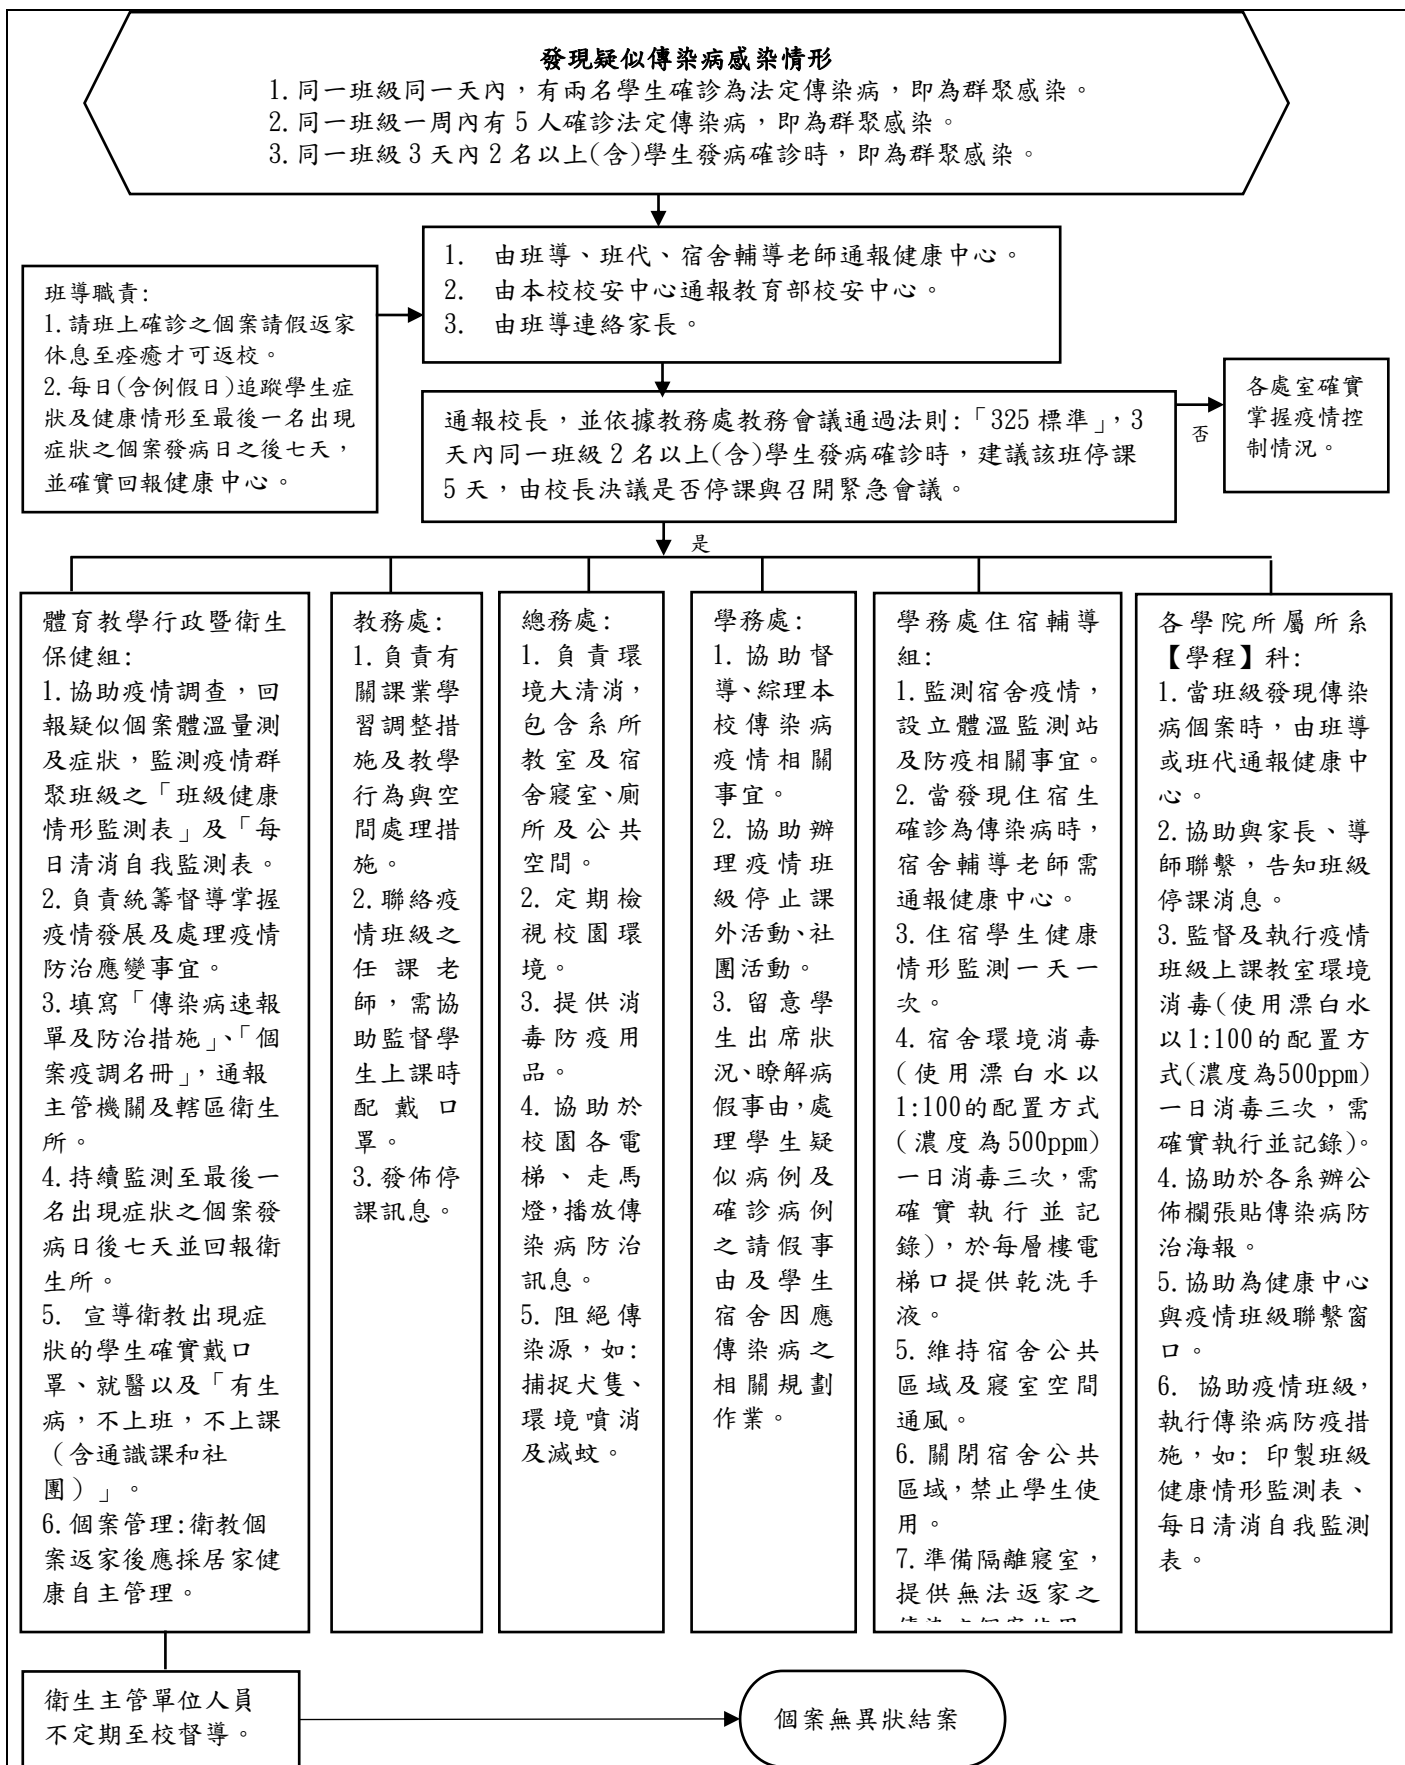 發現疑似傳染病感染情形
1.同一班級同一天內，有兩名學生確診為法定傳染病，即為群聚感染。
2.同一班級一周內有 5 人確診法定傳染病，即為群聚感染。
3.同一班級 3 天內 2 名以上(含)學生發病確診時，即為群聚感染。
1. 由班導、班代、宿舍輔導老師通報健康中心。
2. 由本校校安中心通報教育部校安中心。
3. 由班導連絡家長。
班導職責:
1.請班上確診之個案請假返家
休息至痊癒才可返校。
2.每日(含例假日)追蹤學生症
狀及健康情形至最後一名出現
症狀之個案發病日之後七天，
並確實回報健康中心。
通報校長，並依據教務處教務會議通過法則:「325 標準」，3
天內同一班級 2 名以上(含)學生發病確診時，建議該班停課
5 天，由校長決議是否停課與召開緊急會議。
否
各處室確實
掌握疫情控
制情況。
是
體育教學行政暨衛生
保健組:
1.協助疫情調查，回
報疑似個案體溫量測
及症狀，監測疫情群
聚班級之「班級健康
情形監測表」及「每
日清消自我監測表。
2.負責統籌督導掌握
疫情發展及處理疫情
防治應變事宜。
3.填寫「傳染病速報
單及防治措施」、「個
案疫調名冊」，通報
主管機關及轄區衛生
所。
4.持續監測至最後一
名出現症狀之個案發
病日後七天並回報衛
生所。
5. 宣導衛教出現症
狀的學生確實戴口
罩、就醫以及「有生
病，不上班，不上課
（含通識課和社
團）」。
6.個案管理:衛教個
案返家後應採居家健
康自主管理。
教務處:
1.負責有
關課業學
習調整措
施及教學
行為與空
間處理措
施。
2.聯絡疫
情班級之
任課老
師，需協
助監督學
生上課時
配戴口
罩。
3.發佈停
課訊息。
總務處:
1.負責環
境大清消，
包含系所
教室及宿
舍寢室、廁
所及公共
空間。
2.定期檢
視校園環
境。
3.提供消
毒防疫用
品。
4.協助於
校園各電
梯、走馬
燈，播放傳
染病防治
訊息。
5.阻絕傳
染源，如:
捕捉犬隻、
環境噴消
及滅蚊。
學務處:
1.協助督
導、綜理本
校傳染病
疫情相關
事宜。
2.協助辦
理疫情班
級停止課
外活動、社
團活動。
3.留意學
生出席狀
況、瞭解病
假事由，處
理學生疑
似病例及
確診病例
之請假事
由及學生
宿舍因應
傳染病之
相關規劃
作業。
學務處住宿輔導
組:
1.監測宿舍疫情，
設立體溫監測站
及防疫相關事宜。
2.當發現住宿生
確診為傳染病時，
宿舍輔導老師需
通報健康中心。
3.住宿學生健康
情形監測一天一
次。
4.宿舍環境消毒
(使用漂白水以
1:100的配置方式
(濃度為500ppm)
一日消毒三次，需
確實執行並記
錄)，於每層樓電
梯口提供乾洗手
液。
5.維持宿舍公共
區域及寢室空間
通風。
6.關閉宿舍公共
區域，禁止學生使
用。
7.準備隔離寢室，
提供無法返家之
各學院所屬所系
【學程】科:
1.當班級發現傳染
病個案時，由班導
或班代通報健康中
心。
2.協助與家長、導
師聯繫，告知班級
停課消息。
3.監督及執行疫情
班級上課教室環境
消毒(使用漂白水
以1:100的配置方
式(濃度為500ppm)
一日消毒三次，需
確實執行並記錄)。
4.協助於各系辦公
佈欄張貼傳染病防
治海報。
5.協助為健康中心
與疫情班級聯繫窗
口。
6. 協助疫情班級，
執行傳染病防疫措
施，如: 印製班級
健康情形監測表、
每日清消自我監測
表。
衛生主管單位人員
不定期至校督導。
個案無異狀結案